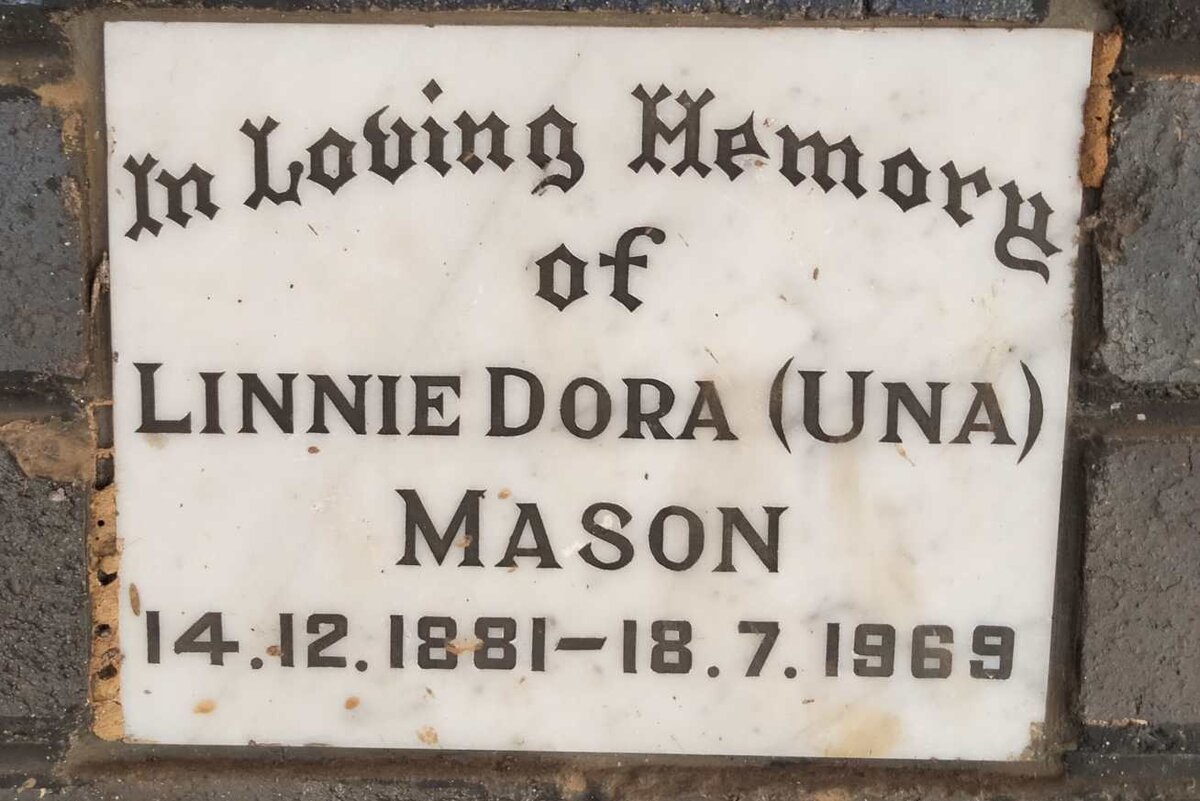 In Loving Memory
of
LINNIE DORA (UNA)
MASON
14.12.1881-18.7.1969